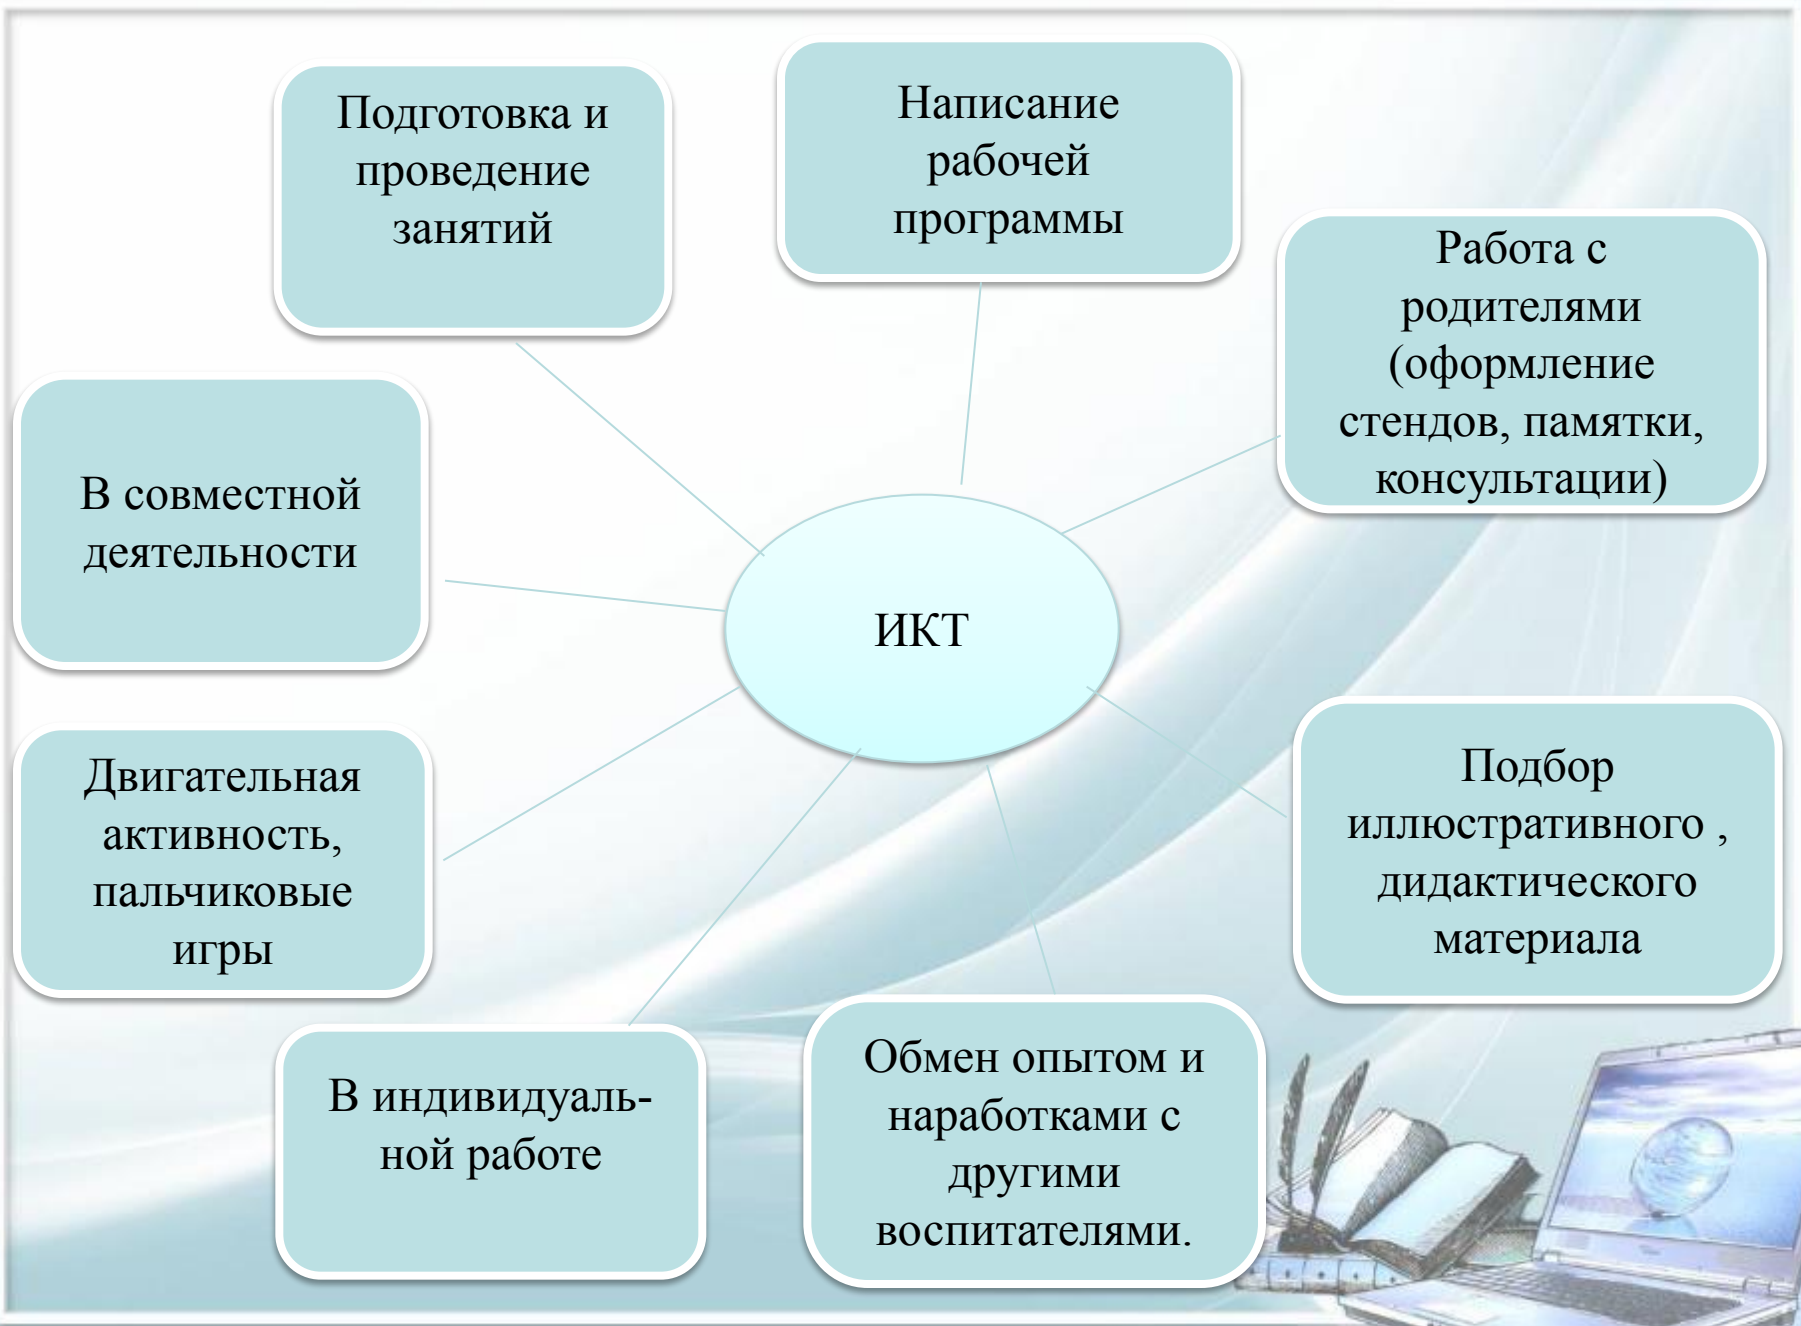 Подготовка и
проведение
занятий
Написание
рабочей
программы
Работа с
родителями
(оформление
стендов, памятки,
консультации)
В совместной
деятельности
ИКТ
Двигательная
активность,
пальчиковые
игры
Подбор
иллюстративного ,
дидактического
материала
В индивидуаль-
ной работе
Обмен опытом и
наработками с
другими
воспитателями.